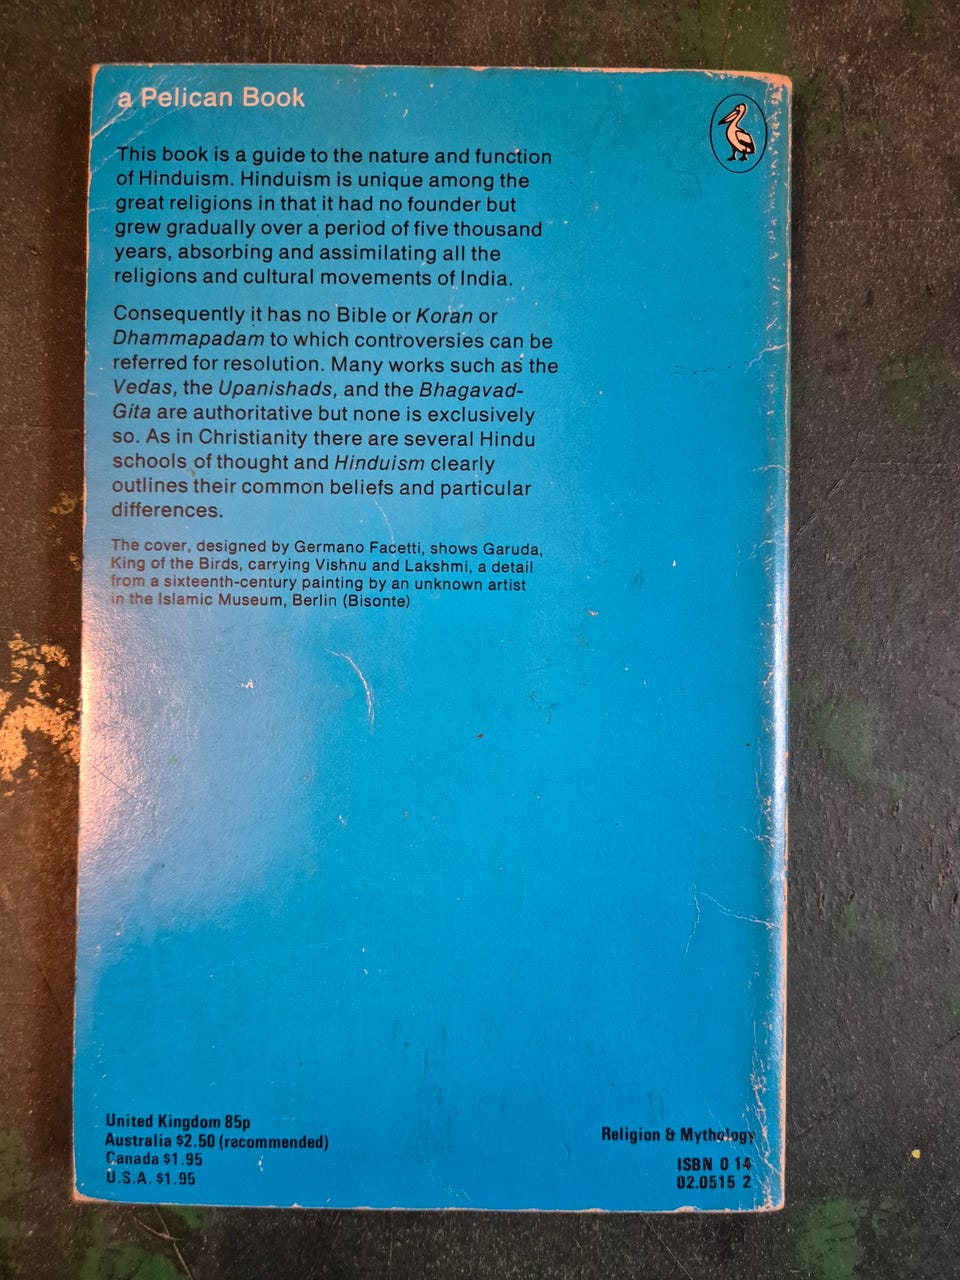 a Pelican Book
This book is a guide to the nature and function
of Hinduism. Hinduism is unique among the
great religions in that it had no founder but
grew gradually over a period of five thousand
years, absorbing and assimilating all the
religions and cultural movements of India.
Consequently it has no Bible or Koran or
Dhammapadam to which controversies can be
referred for resolution. Many works such as the
Vedas, the Upanishads, and the Bhagavad-
Gita are authoritative but none is exclusively
so. As in Christianity there are several Hindu
schools of thought and Hinduism clearly
outlines their common beliefs and particular
differences.
The cover, designed by Germano Facetti, shows Garuda,
King of the Birds, carrying Vishnu and Lakshmi, a detail
from a sixteenth-century painting by an unknown artist
in the Islamic Museum, Berlin (Bisonte)
United Kingdom 85p
Australia $2.50 (recommended)
Canada $1.95
U.S.A. $1.95
Religion & Mythology
ISBN 0 14
02.0515 2